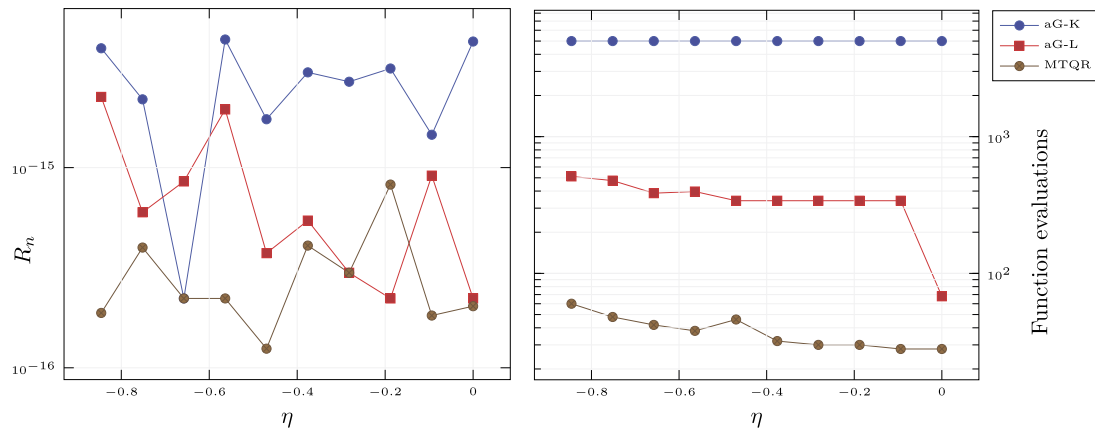 R_n
10^{-15}
10^{-16}
−0.8 −0.6 −0.4 −0.2 0
η
−0.8 −0.6 −0.4 −0.2 0
η
10^3
10^2
Function evaluations
aG-K
aG-L
MTQR